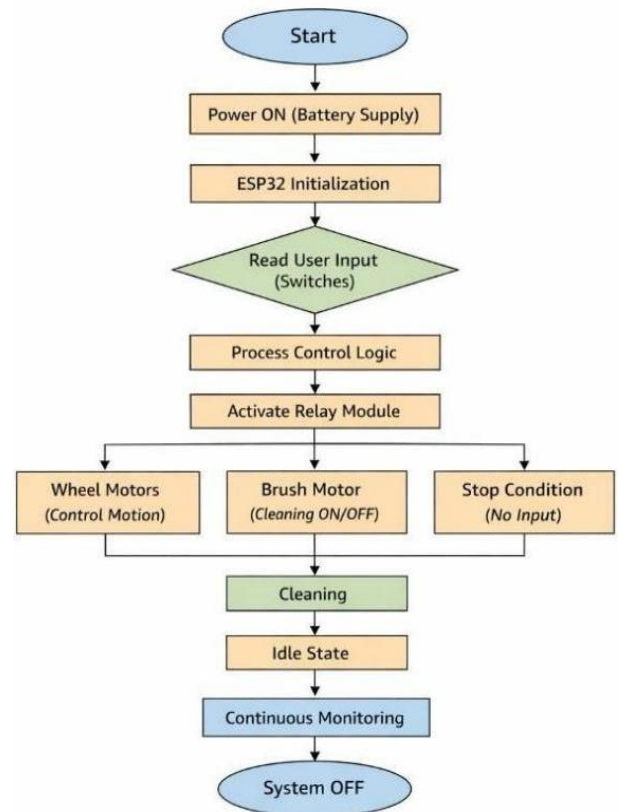 Start
Power ON (Battery Supply)
ESP32 Initialization
Read User Input
(Switches)
Process Control Logic
Activate Relay Module
Wheel Motors
(Control Motion)
Brush Motor
(Cleaning ON/OFF)
Stop Condition
(No Input)
Cleaning
Idle State
Continuous Monitoring
System OFF